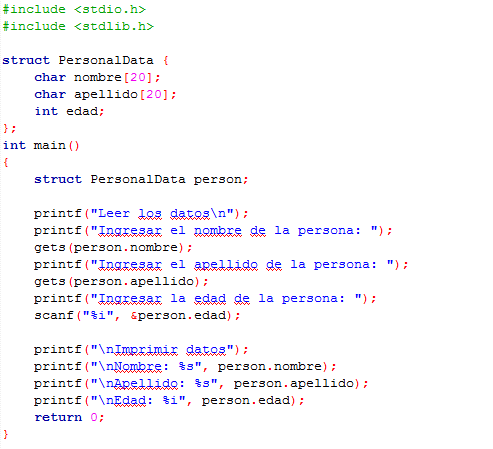 #include <stdio.h>
#include <stdlib.h>
struct PersonalData {
char nombre[20];
char apellido[20];
int edad;
};
int main()
{
struct PersonalData person;
printf("Leer los datos\n");
printf("Ingresar el nombre de la persona: ");
gets(person.nombre);
printf("Ingresar el apellido de la persona: ");
gets(person.apellido);
printf("Ingresar la edad de la persona: ");
scanf("%i", &person.edad);
printf("\nImprimir datos");
printf("\nNombre: %s", person.nombre);
printf("\nApellido: %s", person.apellido);
printf("\nEdad: %i", person.edad);
return 0;
}